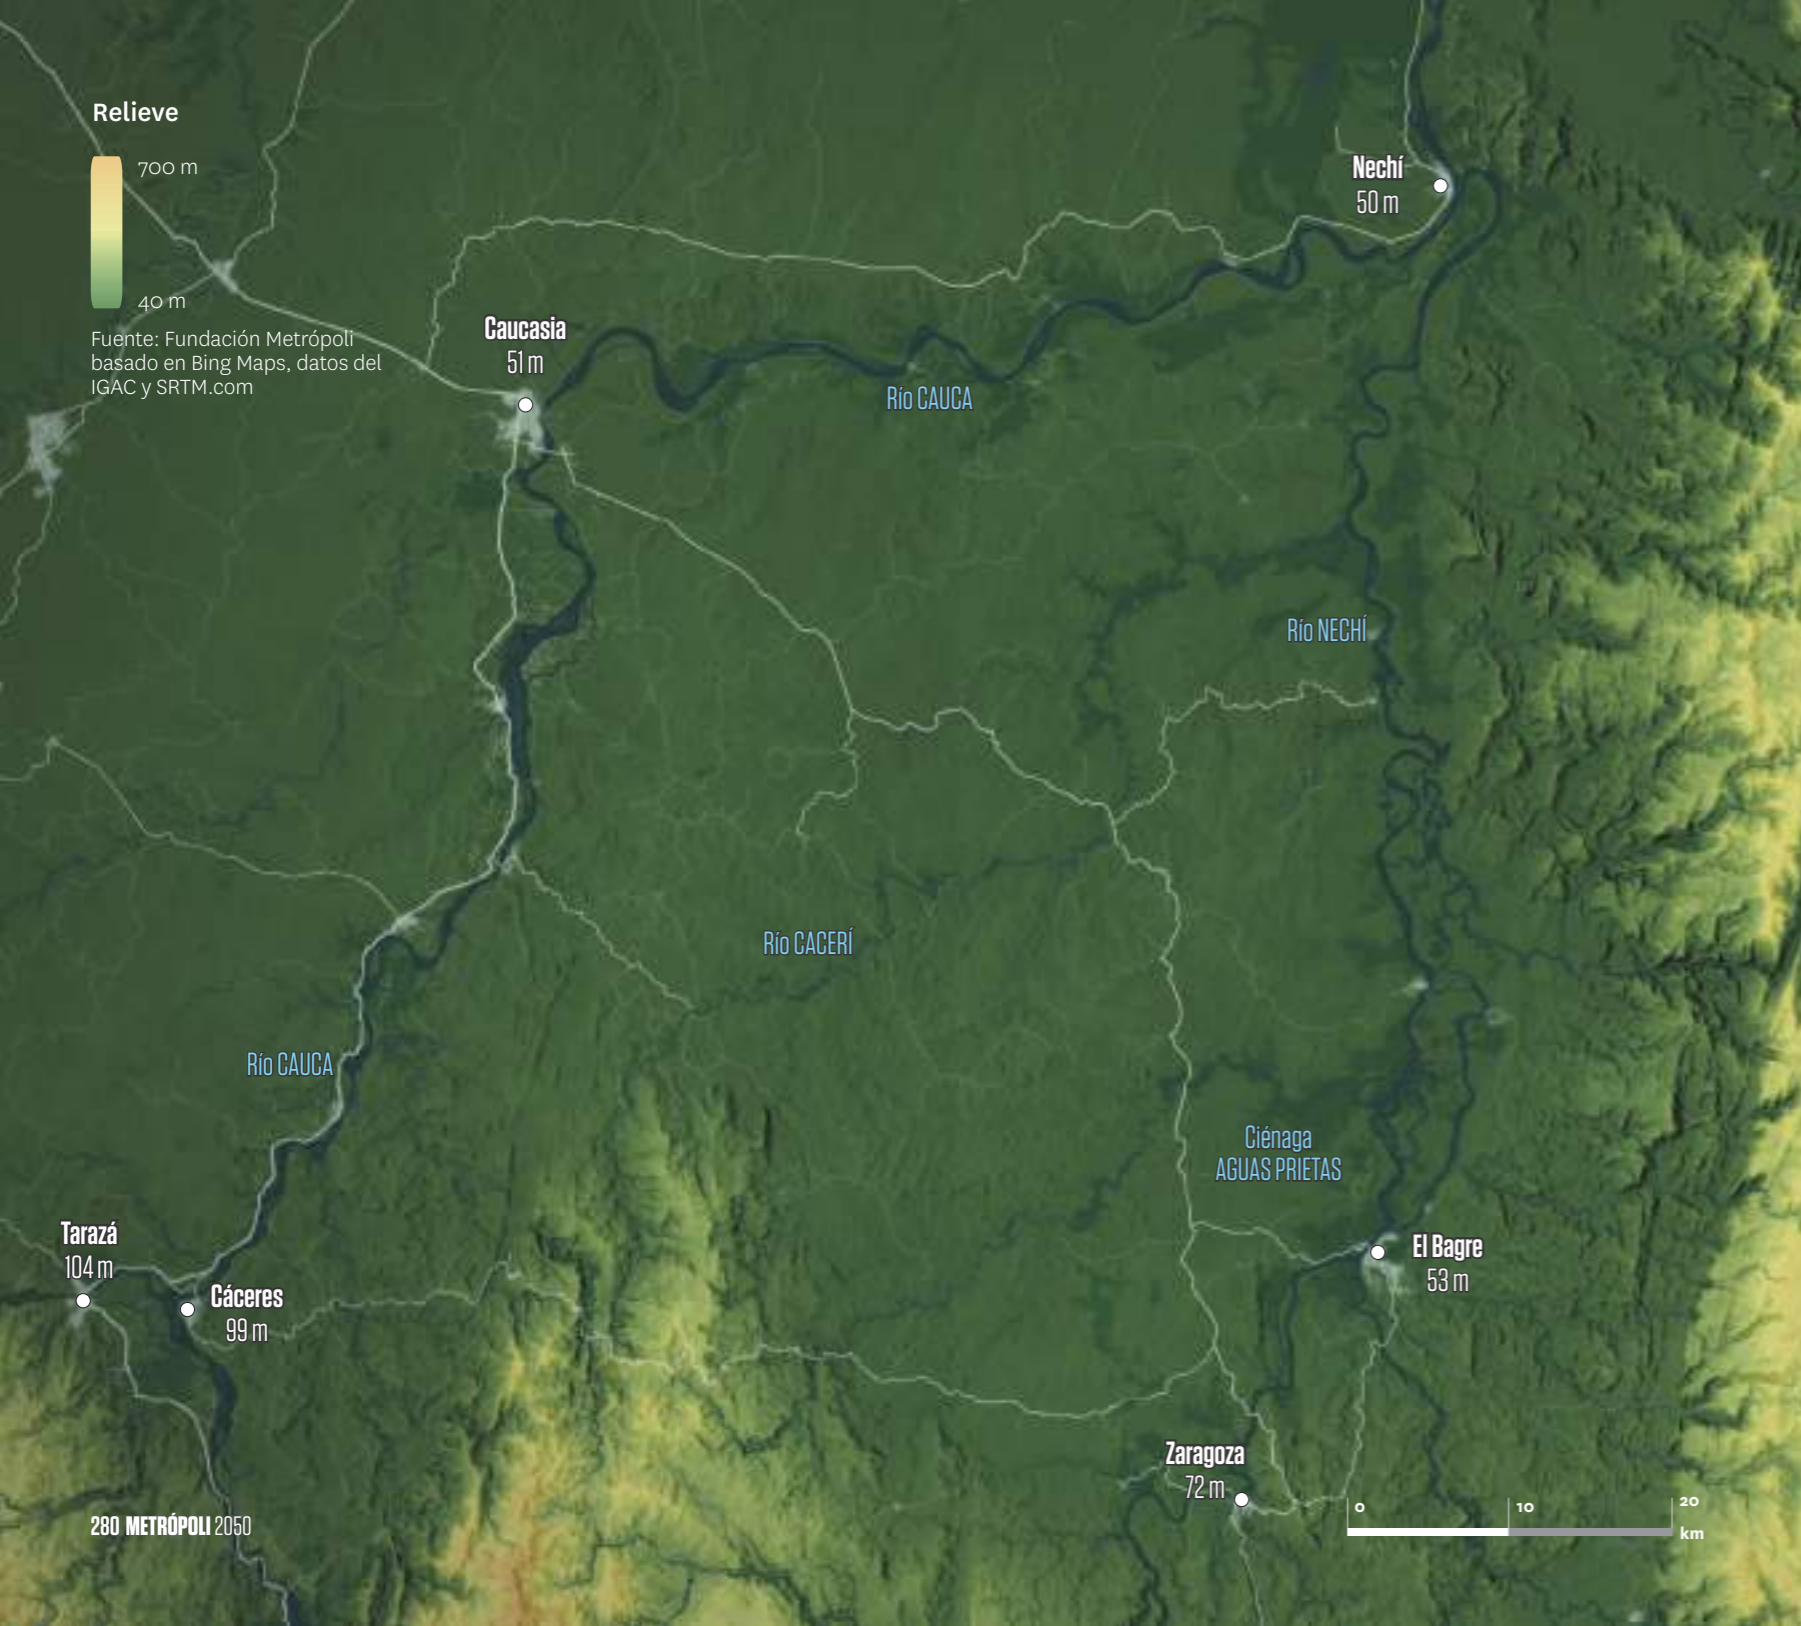 Relieve
700 m
40 m
Fuente: Fundación Metrópoli
basado en Bing Maps, datos del
IGAC y SRTM.com
Nechí
50 m
Caucasia
51 m
Río CAUCA
Río NECHÍ
Río CACERÍ
Río CAUCA
Ciénaga
AGUAS PRIETAS
Tarazá
104 m
Cáceres
99 m
El Bagre
53 m
Zaragoza
72 m
0 10 20
km
280 METRÓPOLI 2050